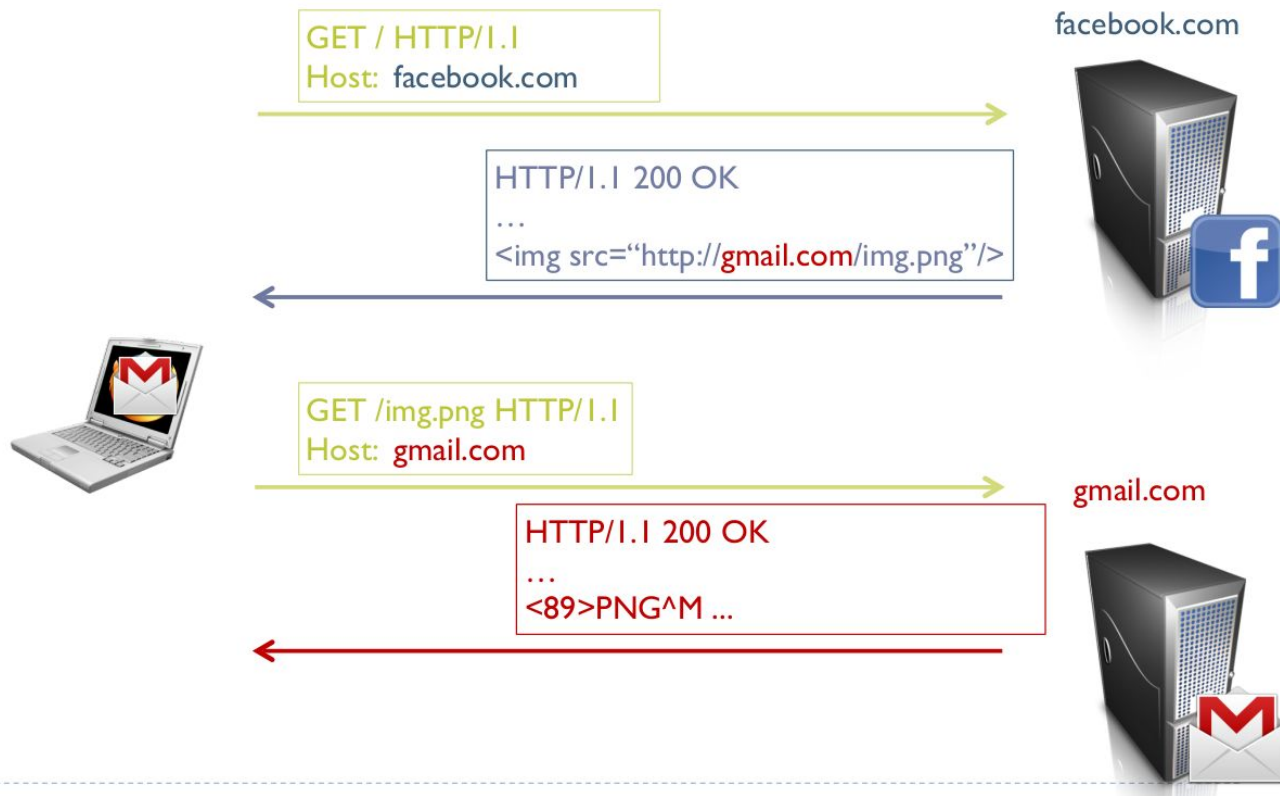 GET / HTTP/1.1
Host: facebook.com
facebook.com
HTTP/1.1 200 OK
…
<img src=“http://gmail.com/img.png”/>
f
M
GET /img.png HTTP/1.1
Host: gmail.com
gmail.com
HTTP/1.1 200 OK
…
<89>PNG^M ...
M